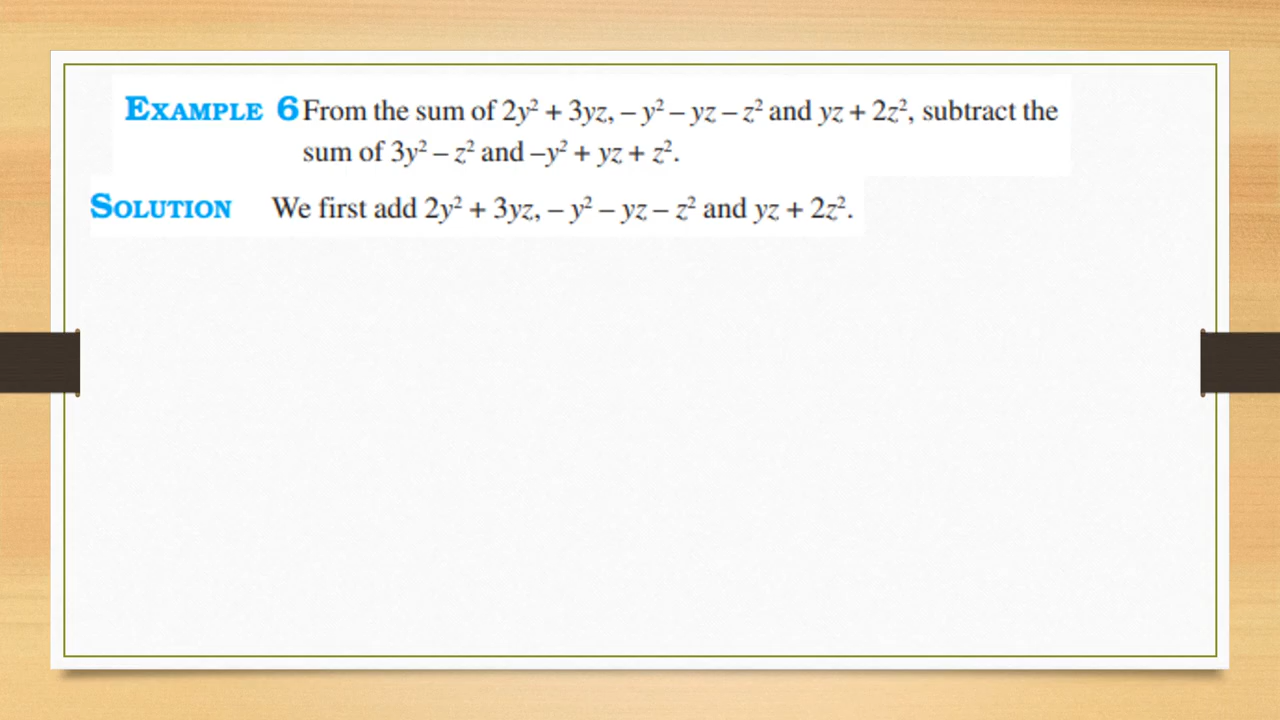 EXAMPLE 6 From the sum of 2y² + 3yz, – y² – yz – z² and yz + 2z², subtract the
sum of 3y² – z² and –y² + yz + z².
SOLUTION We first add 2y² + 3yz, – y² – yz – z² and yz + 2z².